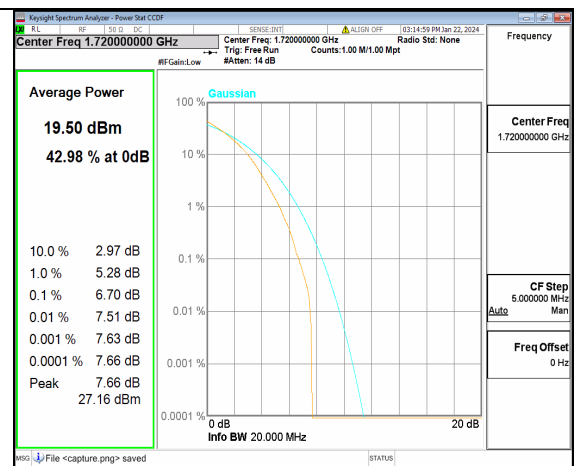 Keysight Spectrum Analyzer - Power Stat CCDF
RL RF 50 Ω DC SENSE:INT ALIGN OFF 03:14:59 PM Jan 22, 2024
Center Freq 1.720000000 GHz
Center Freq: 1.720000000 GHz Radio Std: None
Trig: Free Run Counts:1.00 M/1.00 Mpt
#IFGain:Low #Atten: 14 dB
Frequency
Average Power
19.50 dBm
42.98 % at 0dB
10.0 % 2.97 dB
1.0 % 5.28 dB
0.1 % 6.70 dB
0.01 % 7.51 dB
0.001 % 7.63 dB
0.0001 % 7.66 dB
Peak 7.66 dB
27.16 dBm
Gaussian
100 %
10 %
1 %
0.1 %
0.01 %
0.001 %
0.0001 %
0 dB 20 dB
Info BW 20.000 MHz
Center Freq
1.720000000 GHz
CF Step
5.000000 MHz
Auto Man
Freq Offset
0 Hz
MSG File <capture.png> saved STATUS